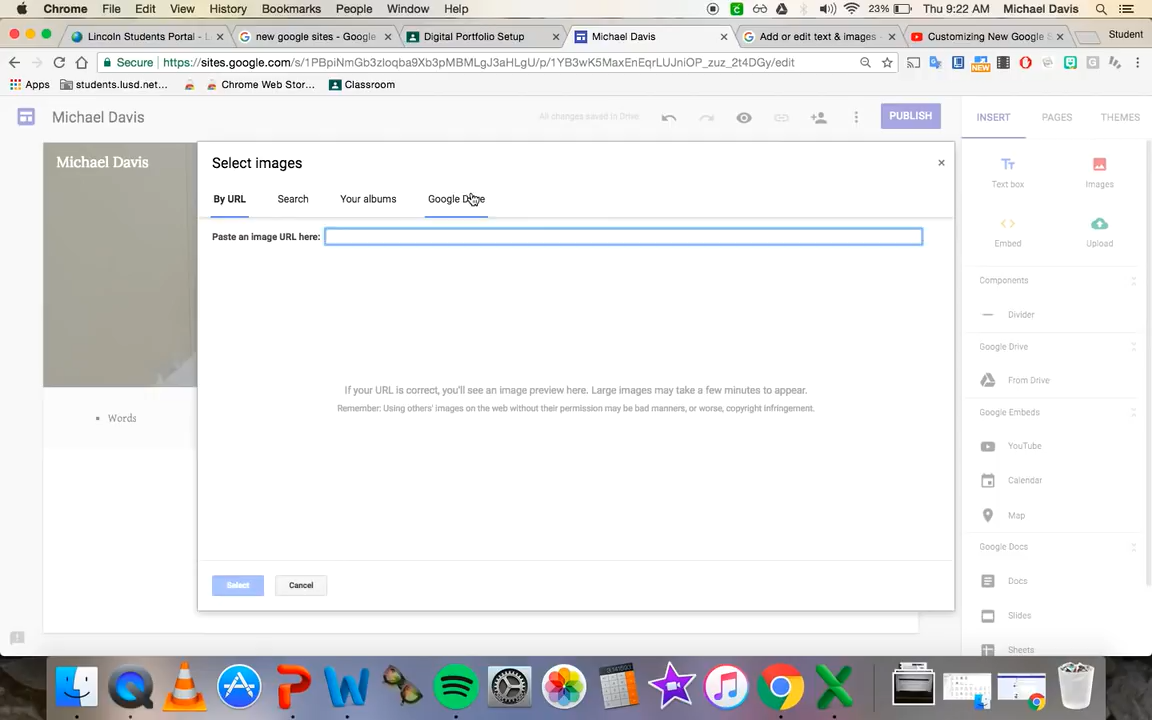 Chrome File Edit View History Bookmarks People Window Help 23% Thu 9:22 AM Michael Davis
Lincoln Students Portal - L new google sites - Google Digital Portfolio Setup Michael Davis Add or edit text & images - Customizing New Google S Student
Secure https://sites.google.com/s/1PBpiNmGb3zloqba9Xb3pMBMLgJ3aHLgU/p/1YB3wK5MaxEnEqrLUJniOP_zuz_2t4DGy/edit NEW
Apps students.lusd.net... Chrome Web Stor... Classroom
Michael Davis All changes saved in Drive PUBLISH INSERT PAGES THEMES
Michael Davis
Select images
By URL Search Your albums Google Drive
Paste an image URL here:
If your URL is correct, you'll see an image preview here. Large images may take a few minutes to appear.
Remember: Using others' images on the web without their permission may be bad manners, or worse, copyright infringement.
Select Cancel
Words
Tт
Text box Images
Embed Upload
Components
Divider
Google Drive
From Drive
Google Embeds
YouTube
Calendar
Map
Google Docs
Docs
Slides
Sheets